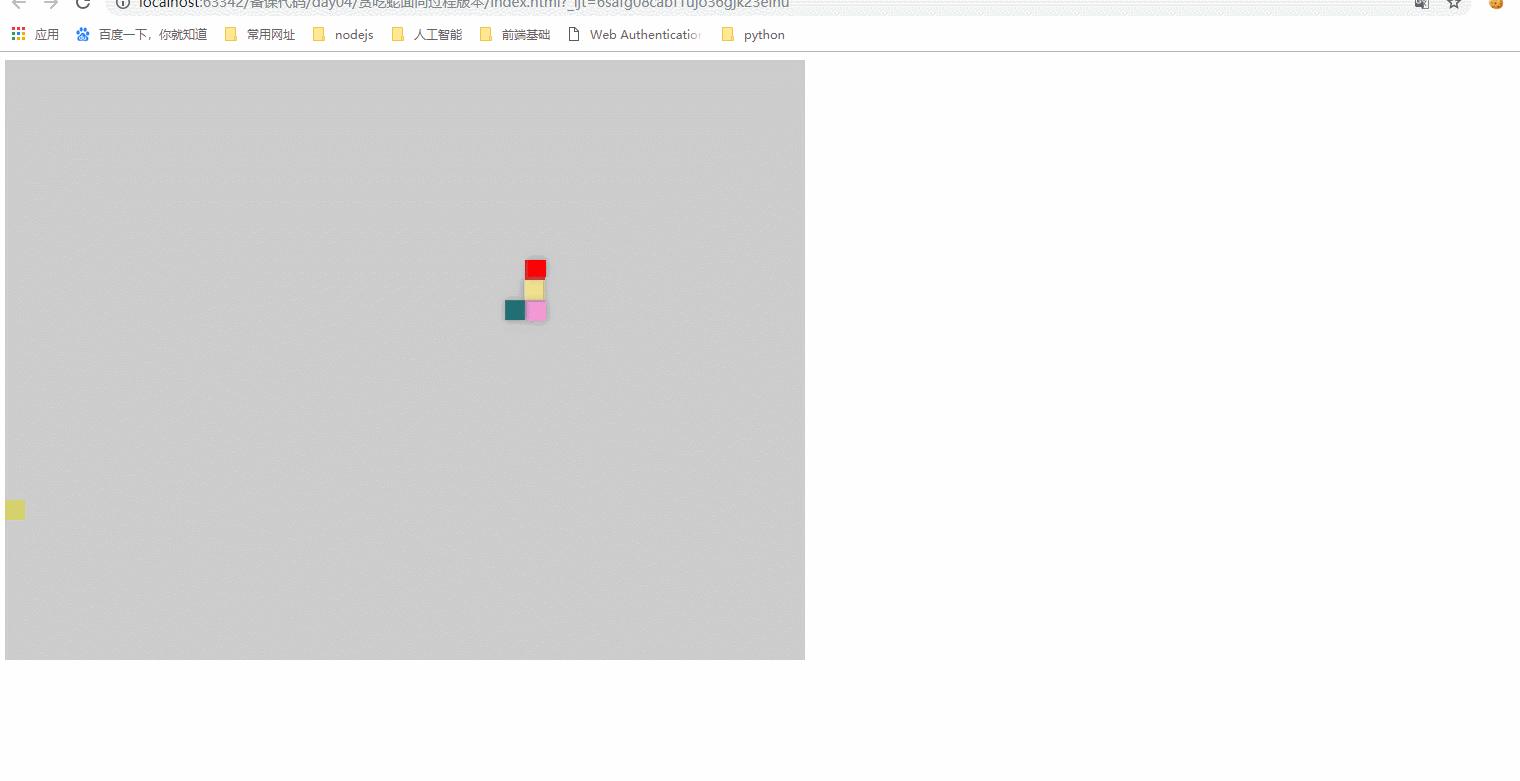 localhost:63342/备课代码/day04/贪吃蛇面向过程版本/index.html?_ijt=
应用 百度一下，你就知道 常用网址 nodejs 人工智能 前端基础 Web Authentication python